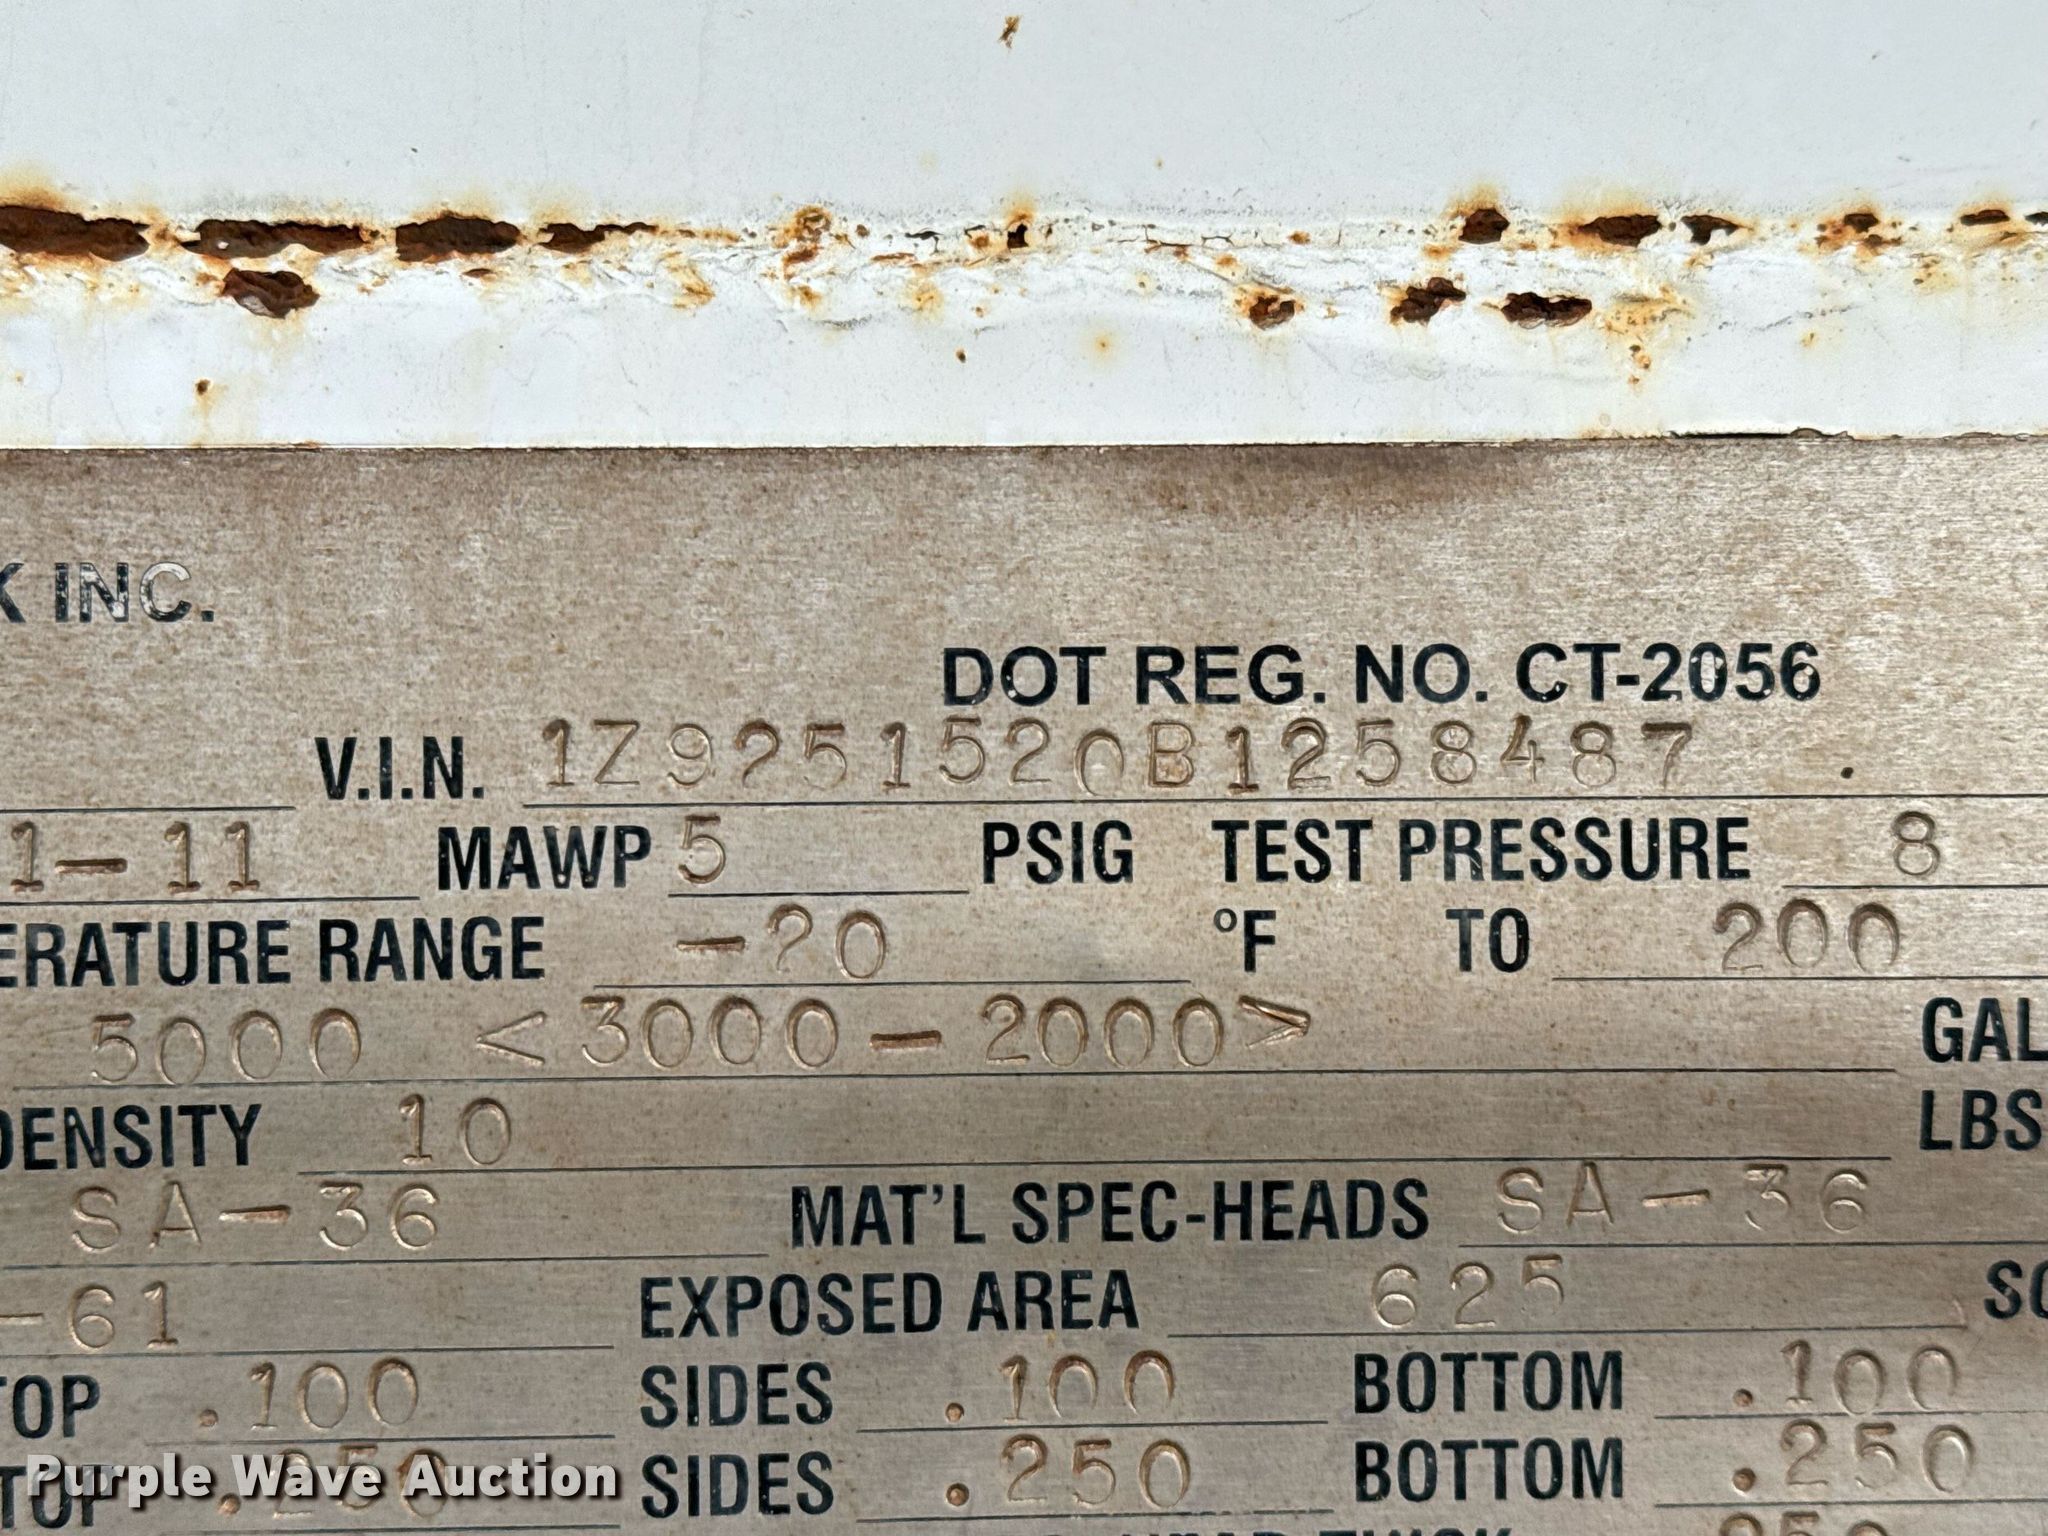 K INC.
DOT REG. NO. CT-2056
V.I.N. 1Z9251520B1258487
1-11 MAWP 5 PSIG TEST PRESSURE 8
ERATURE RANGE -20 °F TO 200
5000 <3000-2000> GAL
DENSITY 10 LBS
SA-36 MAT'L SPEC-HEADS SA-36
-61 EXPOSED AREA 625 SQ
TOP .100 SIDES .100 BOTTOM .100
TOP .250 SIDES .250 BOTTOM .250
Purple Wave Auction